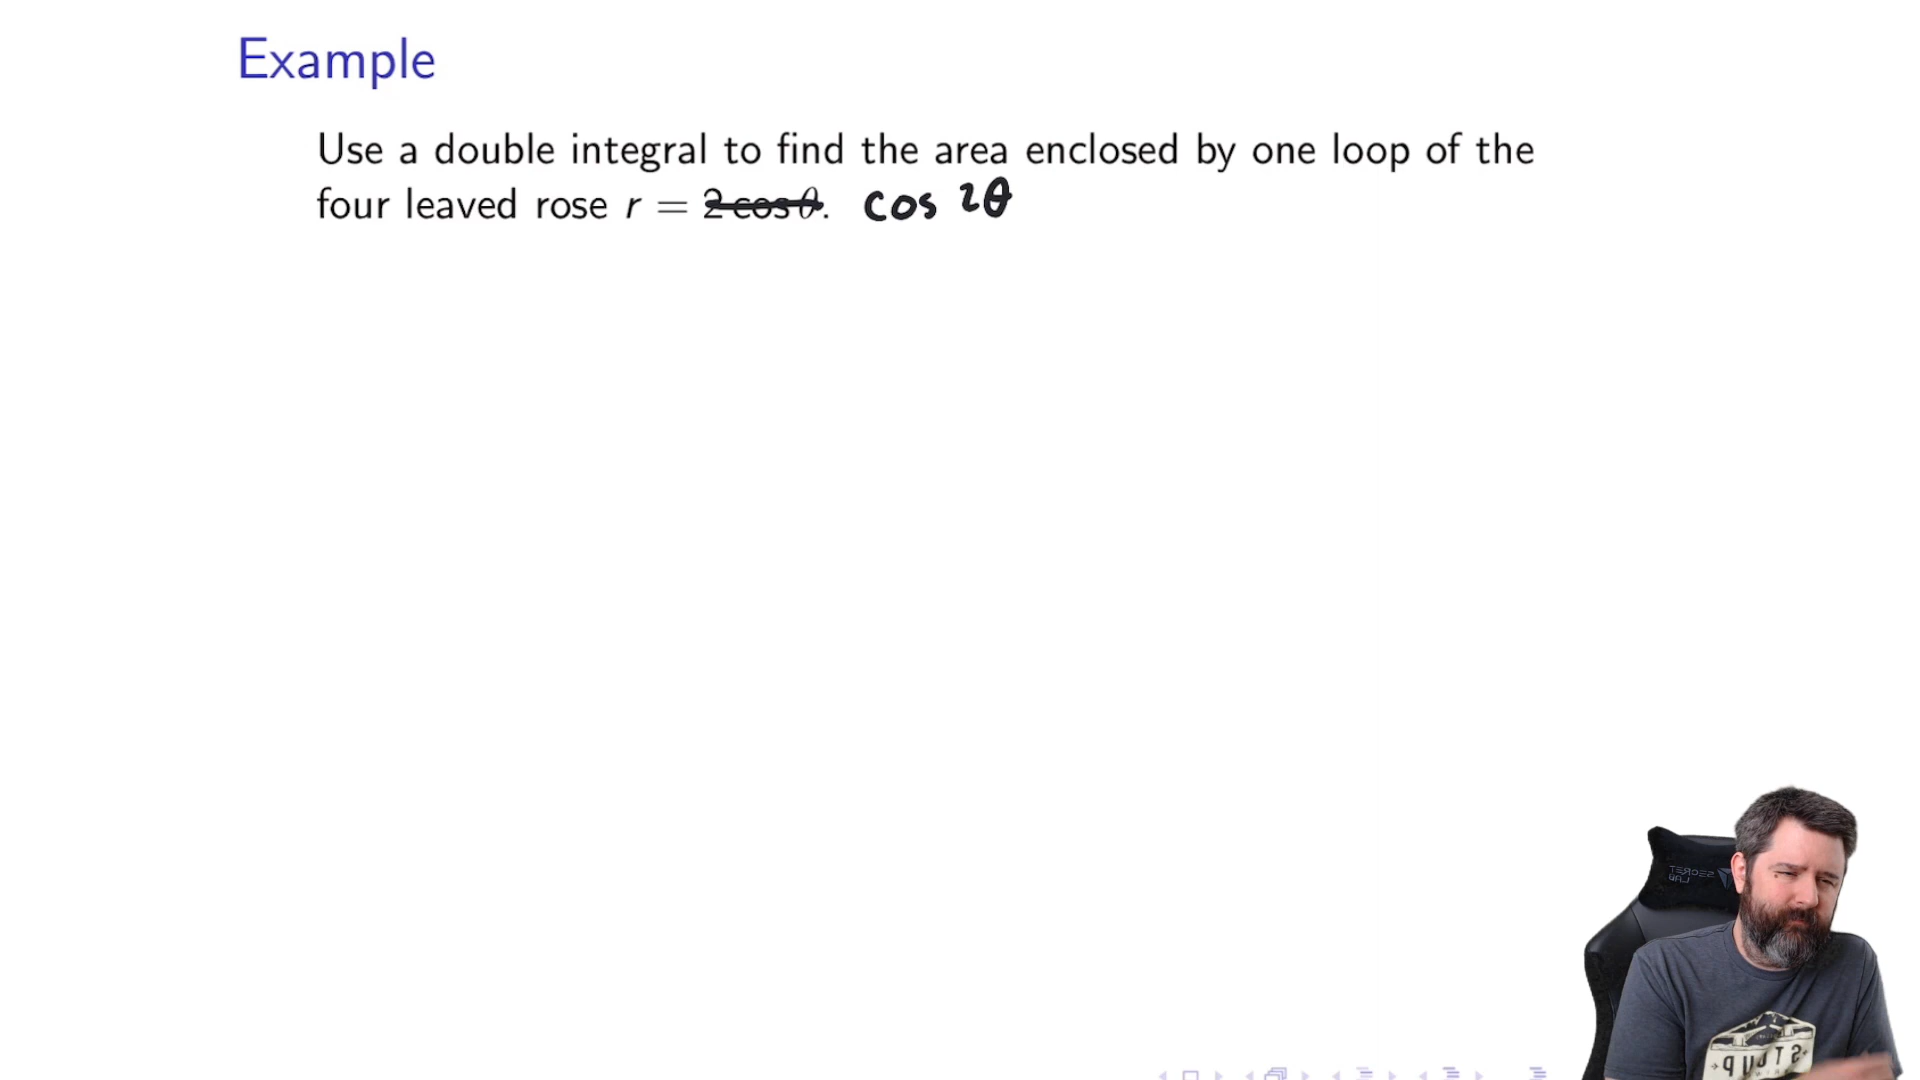 Example
Use a double integral to find the area enclosed by one loop of the
four leaved rose r = 2 cos θ. cos 2θ